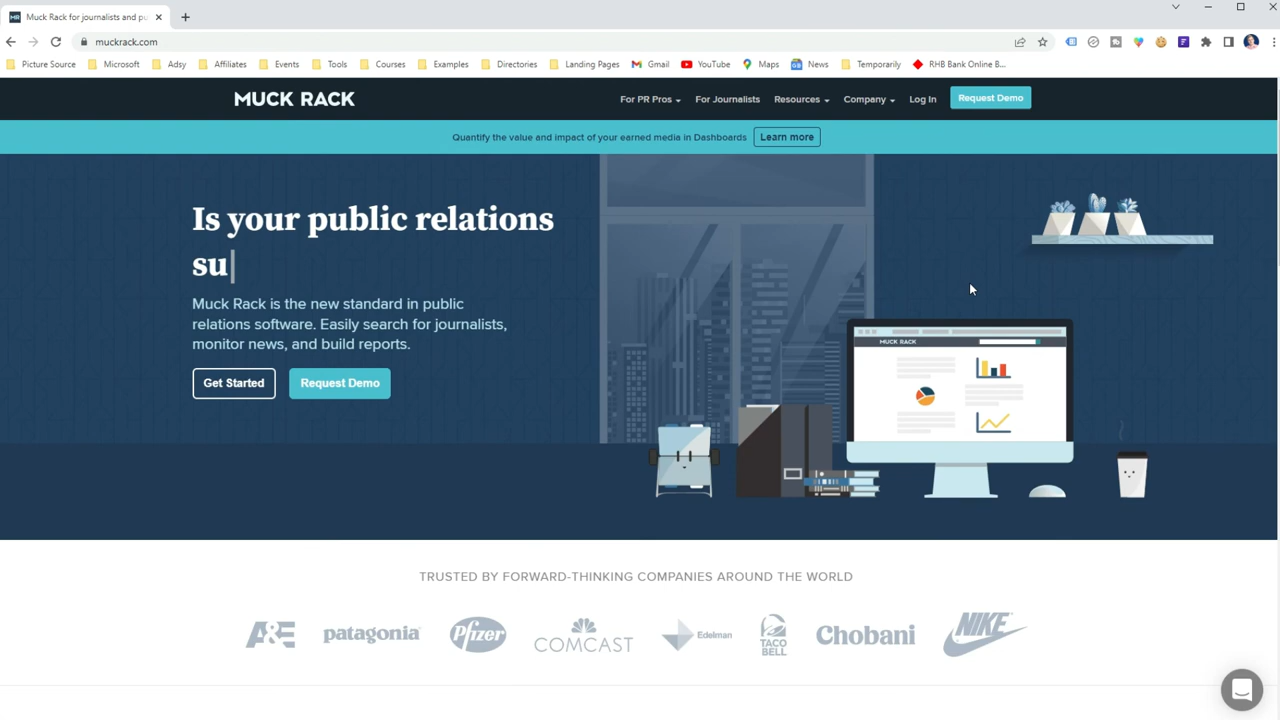 Muck Rack for journalists and pu
muckrack.com
Picture Source
Microsoft
Adsy
Affiliates
Events
Tools
Courses
Examples
Directories
Landing Pages
Gmail
YouTube
Maps
News
Temporarily
RHB Bank Online B...
MUCK RACK
For PR Pros
For Journalists
Resources
Company
Log In
Request Demo
Quantify the value and impact of your earned media in Dashboards
Learn more
Is your public relations
su
Muck Rack is the new standard in public
relations software. Easily search for journalists,
monitor news, and build reports.
Get Started
Request Demo
MUCK RACK
TRUSTED BY FORWARD-THINKING COMPANIES AROUND THE WORLD
A&E
patagonia
Pfizer
COMCAST
Edelman
TACO
BELL
Chobani
NIKE